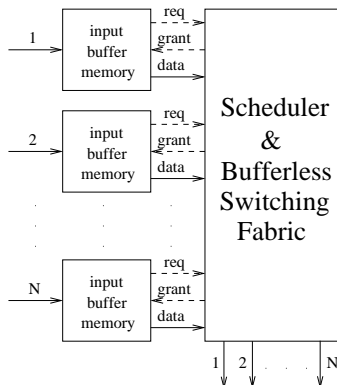 req
1
grant
input
buffer
memory
data
req
2
grant
input
buffer
memory
data
Scheduler
&
Bufferless
Switching
Fabric
. . .
. . .
. . .
req
N
grant
input
buffer
memory
data
1 2 . . . N